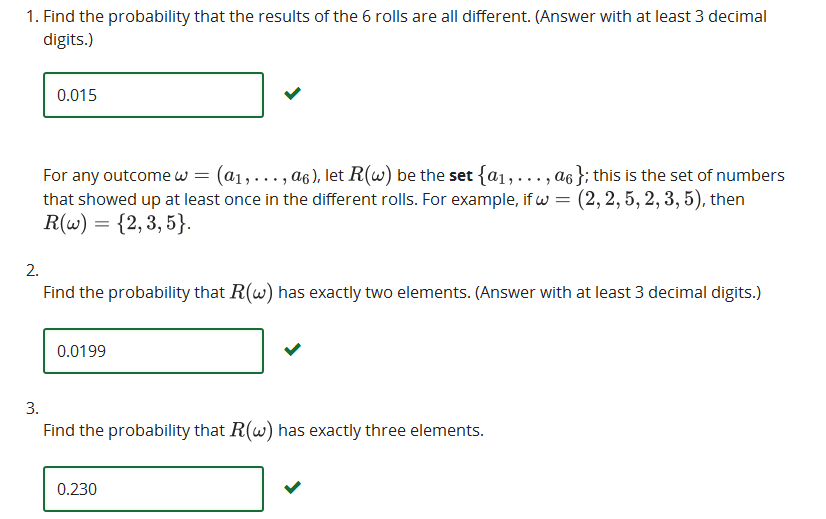 1. Find the probability that the results of the 6 rolls are all different. (Answer with at least 3 decimal
digits.)
0.015
For any outcome ω = (a₁, . . . , a₆), let R(ω) be the set {a₁, . . . , a₆}; this is the set of numbers
that showed up at least once in the different rolls. For example, if ω = (2, 2, 5, 2, 3, 5), then
R(ω) = {2, 3, 5}.
2.
Find the probability that R(ω) has exactly two elements. (Answer with at least 3 decimal digits.)
0.0199
3.
Find the probability that R(ω) has exactly three elements.
0.230